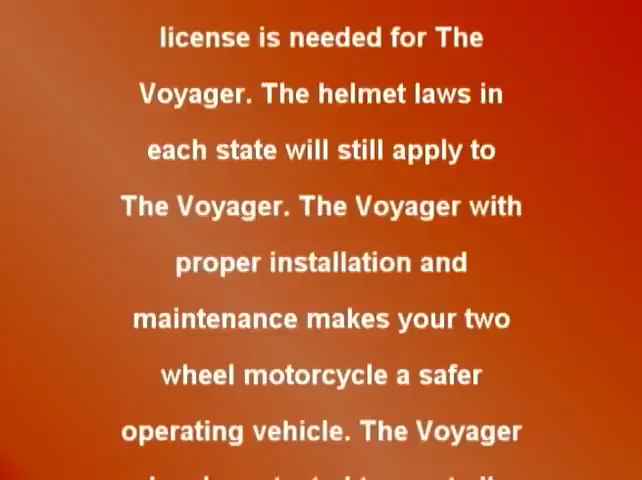 license is needed for The
Voyager. The helmet laws in
each state will still apply to
The Voyager. The Voyager with
proper installation and
maintenance makes your two
wheel motorcycle a safer
operating vehicle. The Voyager